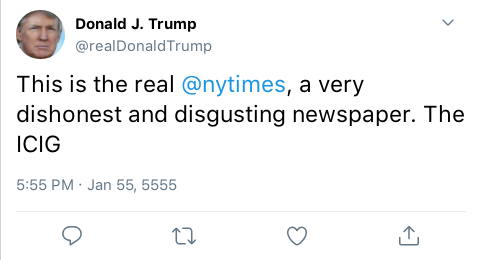 Donald J. Trump
@realDonaldTrump
This is the real @nytimes, a very
dishonest and disgusting newspaper. The
ICIG
5:55 PM · Jan 55, 5555